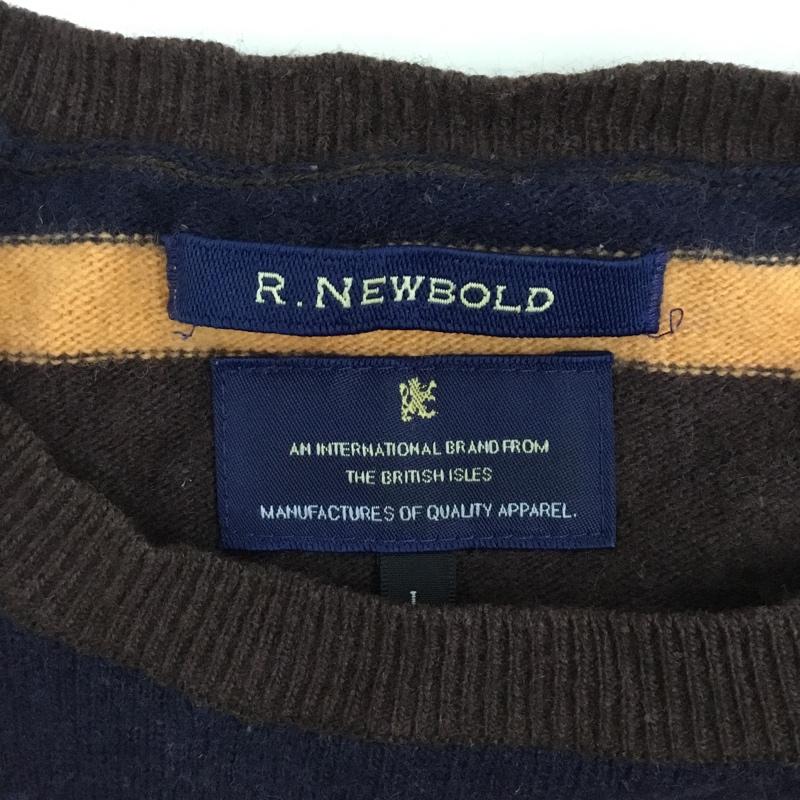 R. NEWBOLD
AN INTERNATIONAL BRAND FROM
THE BRITISH ISLES
MANUFACTURES OF QUALITY APPAREL.